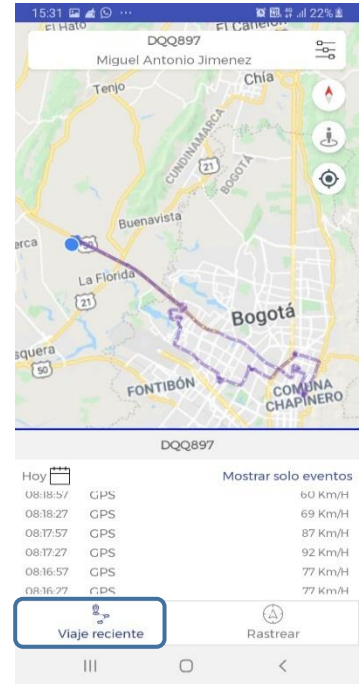 15:31 22%
El Hato El Canelón
DQQ897
Miguel Antonio Jimenez
Tenjo
Chía
CUNDINAMARCA
BOGOTÁ
21
Buenavista
erca
50
La Florida
21
Bogotá
squera
50
FONTIBÓN
COMUNA
CHAPINERO
DQQ897
Hoy Mostrar solo eventos
08:18:57 GPS 60 Km/H
08:18:27 GPS 69 Km/H
08:17:57 GPS 87 Km/H
08:17:27 GPS 92 Km/H
08:16:57 GPS 77 Km/H
08:16:27 GPS 77 Km/H
Viaje reciente Rastrear